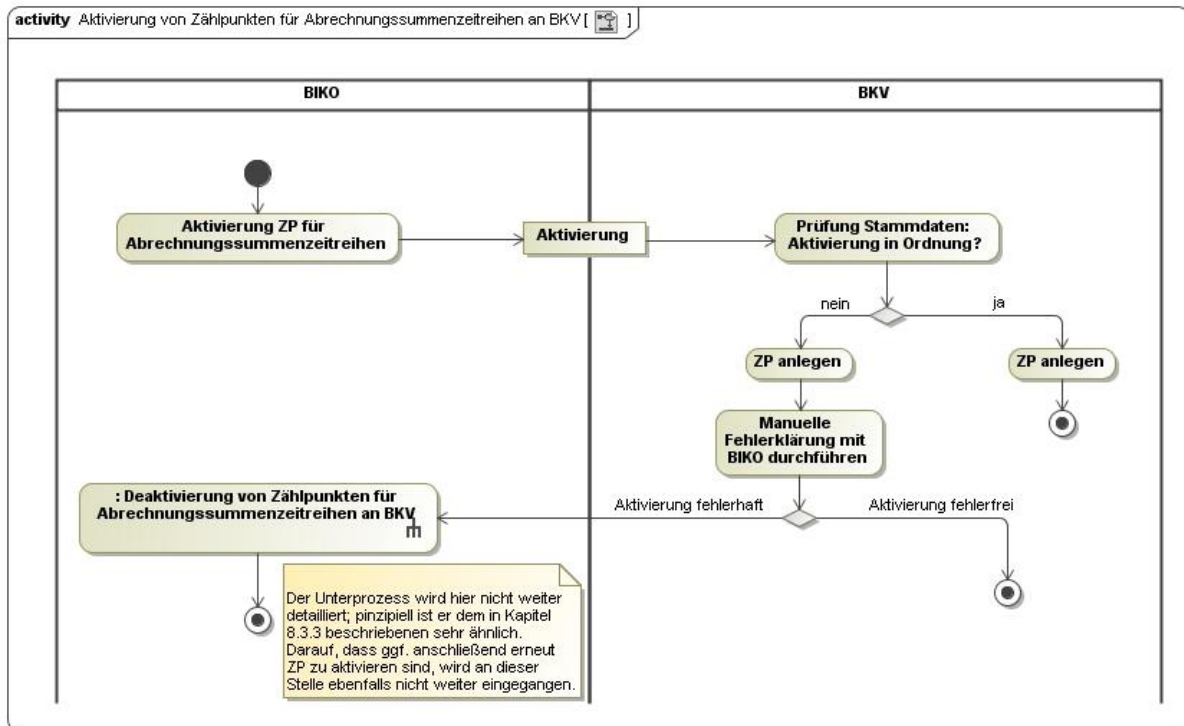 activity Aktivierung von Zählpunkten für Abrechnungssummenzeitreihen an BKV [ ]
BIKO
BKV
Aktivierung ZP für
Abrechnungssummenzeitreihen
Aktivierung
Prüfung Stammdaten:
Aktivierung in Ordnung?
nein
ja
ZP anlegen
ZP anlegen
Manuelle
Fehlerklärung mit
BIKO durchführen
: Deaktivierung von Zählpunkten für
Abrechnungssummenzeitreihen an BKV
Aktivierung fehlerhaft
Aktivierung fehlerfrei
Der Unterprozess wird hier nicht weiter
detailliert; pinzipiell ist er dem in Kapitel
8.3.3 beschriebenen sehr ähnlich.
Darauf, dass ggf. anschließend erneut
ZP zu aktivieren sind, wird an dieser
Stelle ebenfalls nicht weiter eingegangen.